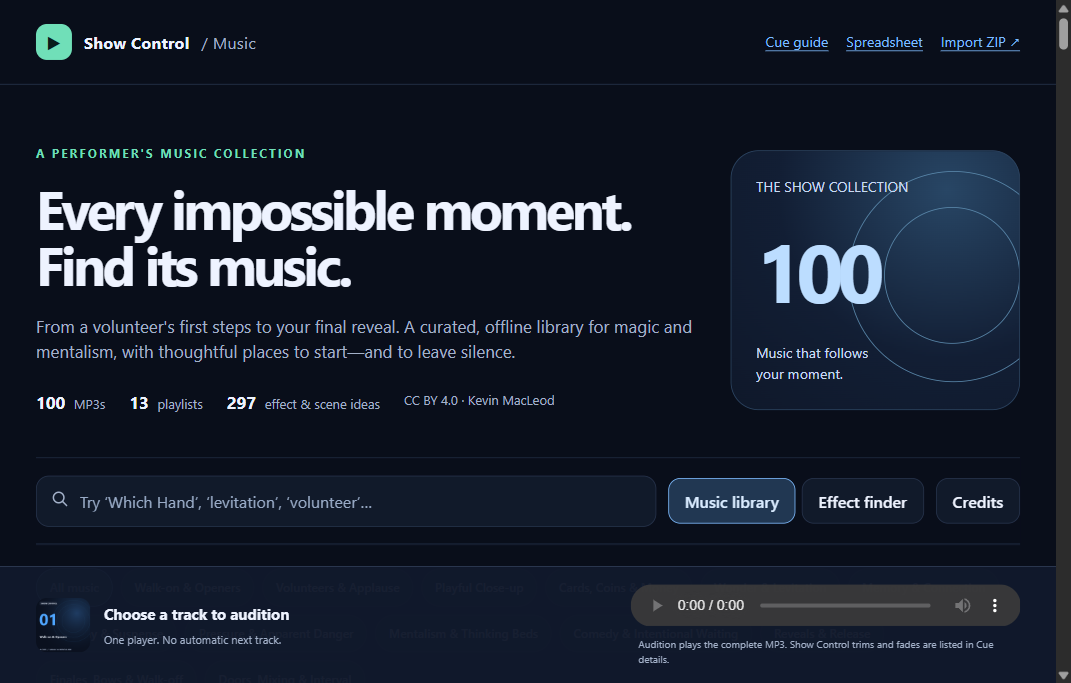 Show Control / Music
Cue guide
Spreadsheet
Import ZIP ↗
A PERFORMER'S MUSIC COLLECTION
Every impossible moment.
Find its music.
From a volunteer's first steps to your final reveal. A curated, offline library for magic and
mentalism, with thoughtful places to start—and to leave silence.
100 MP3s 13 playlists 297 effect & scene ideas CC BY 4.0 · Kevin MacLeod
THE SHOW COLLECTION
100
Music that follows
your moment.
Try ‘Which Hand’, ‘levitation’, ‘volunteer’…
Music library
Effect finder
Credits
All music
Walk-on & Openers
Volunteers & Applause
Playful Close-up
Cards, Coins &
01
Choose a track to audition
One player. No automatic next track.
Danger
Mentalism & Thinking Beds
0:00 / 0:00
Audition plays the complete MP3. Show Control trims and fades are listed in Cue
details.